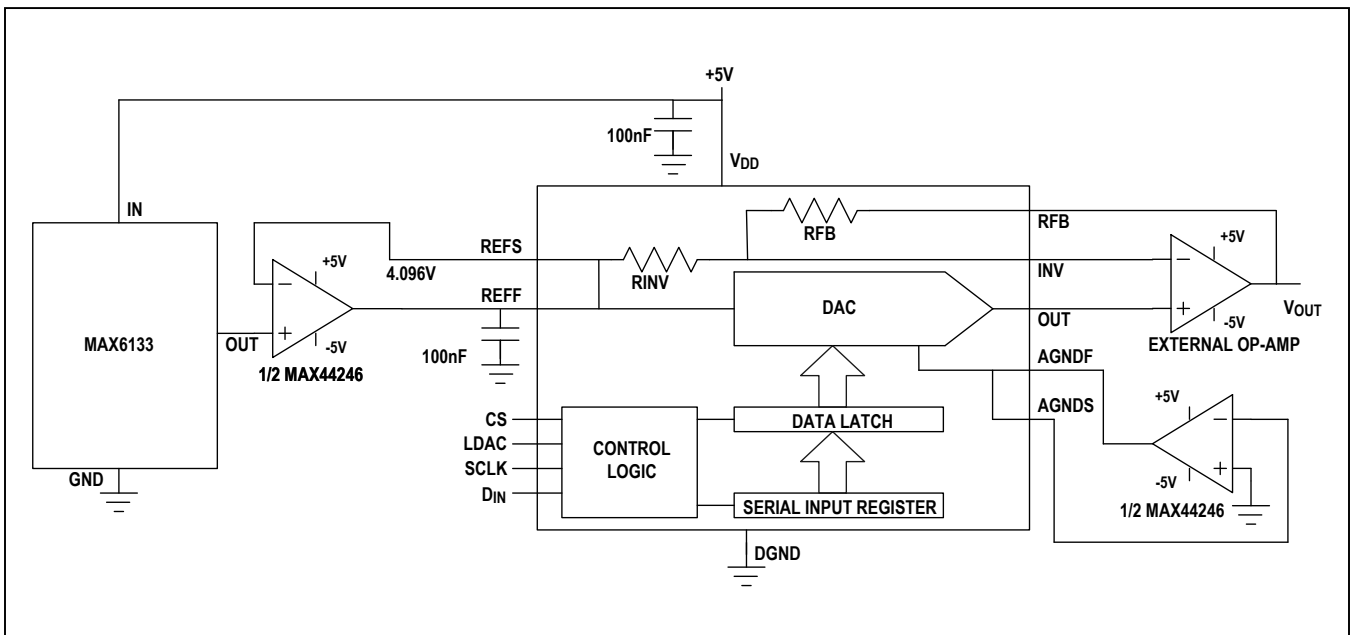 +5V
100nF
VDD
IN
RFB
RFB
REFS
+5V
+5V
4.096V
INV
RINV
REFF
DAC
VOUT
MAX6133
OUT
OUT
-5V
-5V
EXTERNAL OP-AMP
100nF
1/2 MAX44246
AGNDF
+5V
AGNDS
CS
DATA LATCH
LDAC
CONTROL
LOGIC
SCLK
GND
-5V
DIN
SERIAL INPUT REGISTER
1/2 MAX44246
DGND